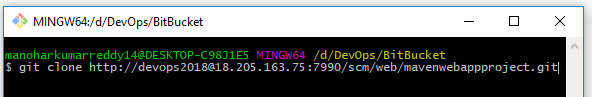 MINGW64:/d/DevOps/BitBucket
manoharkumarreddy14@DESKTOP-C98J1E5 MINGW64 /d/DevOps/BitBucket
$ git clone http://devops2018@18.205.163.75:7990/scm/web/mavenwebappproject.git